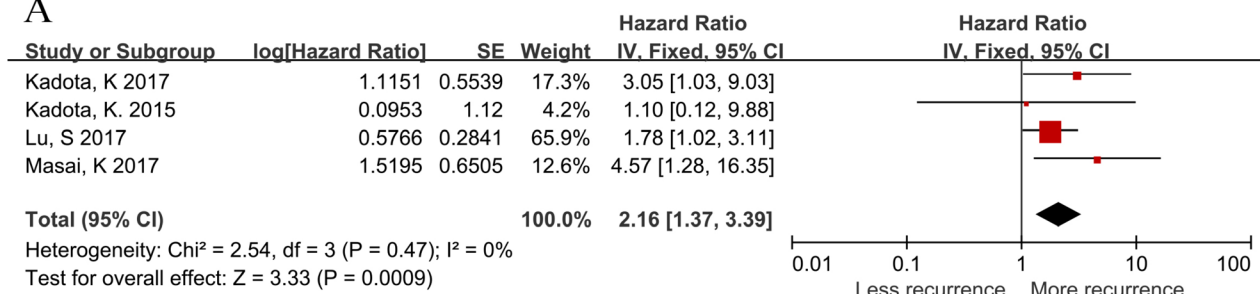 A
Hazard Ratio Hazard Ratio
Study or Subgroup log[Hazard Ratio] SE Weight IV, Fixed, 95% CI IV, Fixed, 95% CI
Kadota, K 2017 1.1151 0.5539 17.3% 3.05 [1.03, 9.03]
Kadota, K. 2015 0.0953 1.12 4.2% 1.10 [0.12, 9.88]
Lu, S 2017 0.5766 0.2841 65.9% 1.78 [1.02, 3.11]
Masai, K 2017 1.5195 0.6505 12.6% 4.57 [1.28, 16.35]
Total (95% CI) 100.0% 2.16 [1.37, 3.39]
Heterogeneity: Chi² = 2.54, df = 3 (P = 0.47); I² = 0%
Test for overall effect: Z = 3.33 (P = 0.0009)
0.01 0.1 1 10 100
Less recurrence More recurrence